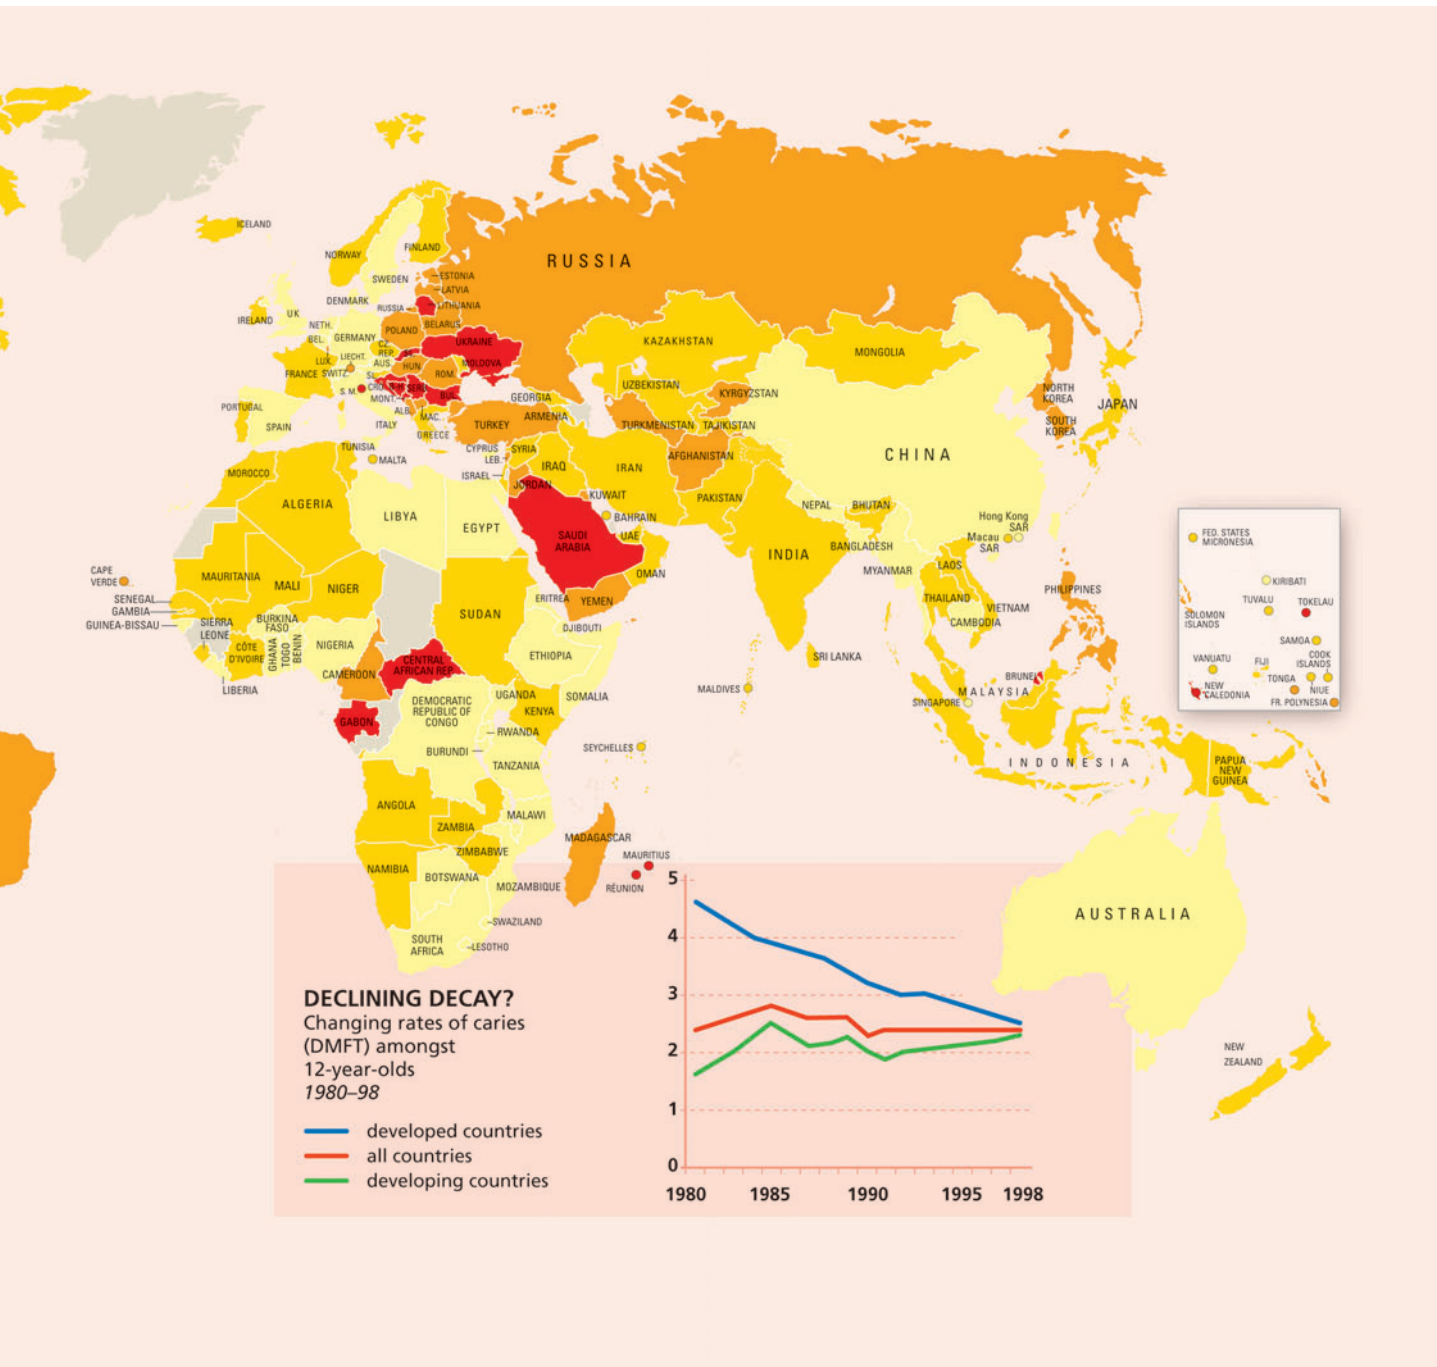 ICELAND
NORWAY
FINLAND
SWEDEN
RUSSIA
ESTONIA
LATVIA
LITHUANIA
RUSSIA
DENMARK
IRELAND
UK
NETH.
BEL.
GERMANY
POLAND
BELARUS
CZ.
REP.
UKRAINE
LUX.
LIECHT.
AUS.
HUN
MOLDOVA
FRANCE
SWITZ.
ROM.
S.M.
CRO.
B-H
SERB
BUL.
MONT.
ALB.
MAC.
ITALY
GREECE
PORTUGAL
SPAIN
GEORGIA
ARMENIA
TURKEY
KAZAKHSTAN
MONGOLIA
UZBEKISTAN
KYRGYZSTAN
TURKMENISTAN
TAJIKISTAN
NORTH
KOREA
SOUTH
KOREA
JAPAN
CHINA
TUNISIA
MALTA
CYPRUS
LEB.
SYRIA
ISRAEL
IRAQ
IRAN
AFGHANISTAN
JORDAN
KUWAIT
PAKISTAN
NEPAL
BHUTAN
MOROCCO
ALGERIA
LIBYA
EGYPT
BAHRAIN
SAUDI
ARABIA
UAE
OMAN
INDIA
BANGLADESH
Hong Kong
SAR
Macau
SAR
MYANMAR
LAOS
CAPE
VERDE
MAURITANIA
MALI
NIGER
SENEGAL
GAMBIA
GUINEA-BISSAU
SIERRA
LEONE
BURKINA
FASO
CÔTE
D'IVOIRE
GHANA
TOGO
BENIN
NIGERIA
LIBERIA
SUDAN
ERITREA
YEMEN
DJIBOUTI
ETHIOPIA
THAILAND
VIETNAM
CAMBODIA
PHILIPPINES
CAMEROON
CENTRAL
AFRICAN REP
SRI LANKA
MALDIVES
BRUNEI
MALAYSIA
SINGAPORE
DEMOCRATIC
REPUBLIC OF
CONGO
UGANDA
KENYA
SOMALIA
GABON
RWANDA
BURUNDI
TANZANIA
SEYCHELLES
INDONESIA
PAPUA
NEW
GUINEA
FED. STATES
MICRONESIA
KIRIBATI
TUVALU
TOKELAU
SOLOMON
ISLANDS
SAMOA
VANUATU
FIJI
COOK
ISLANDS
TONGA
NIUE
NEW
CALEDONIA
FR. POLYNESIA
ANGOLA
ZAMBIA
MALAWI
ZIMBABWE
MADAGASCAR
MAURITIUS
RÉUNION
NAMIBIA
BOTSWANA
MOZAMBIQUE
SWAZILAND
SOUTH
AFRICA
LESOTHO
AUSTRALIA
NEW
ZEALAND
DECLINING DECAY?
Changing rates of caries
(DMFT) amongst
12-year-olds
1980–98
developed countries
all countries
developing countries
5
4
3
2
1
0
1980 1985 1990 1995 1998